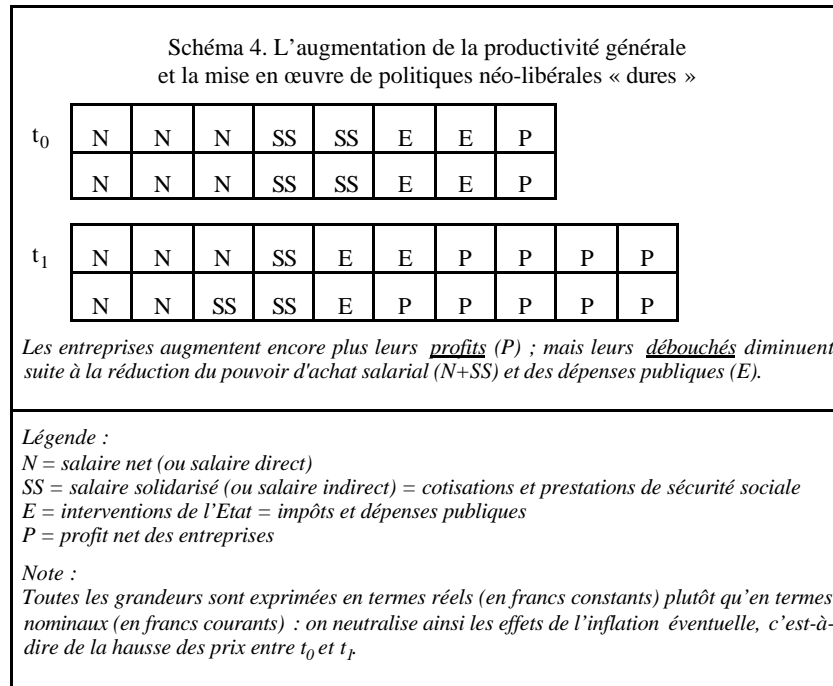 Schéma 4. L'augmentation de la productivité générale
et la mise en œuvre de politiques néo-libérales « dures »
t0 N N N SS SS E E P
N N N SS SS E E P
t1 N N N SS E E P P P P
N N SS SS E P P P P P
Les entreprises augmentent encore plus leurs profits (P) ; mais leurs débouchés diminuent
suite à la réduction du pouvoir d'achat salarial (N+SS) et des dépenses publiques (E).
Légende :
N = salaire net (ou salaire direct)
SS = salaire solidarisé (ou salaire indirect) = cotisations et prestations de sécurité sociale
E = interventions de l'Etat = impôts et dépenses publiques
P = profit net des entreprises
Note :
Toutes les grandeurs sont exprimées en termes réels (en francs constants) plutôt qu'en termes
nominaux (en francs courants) : on neutralise ainsi les effets de l'inflation éventuelle, c'est-à-
dire de la hausse des prix entre t0 et t1.